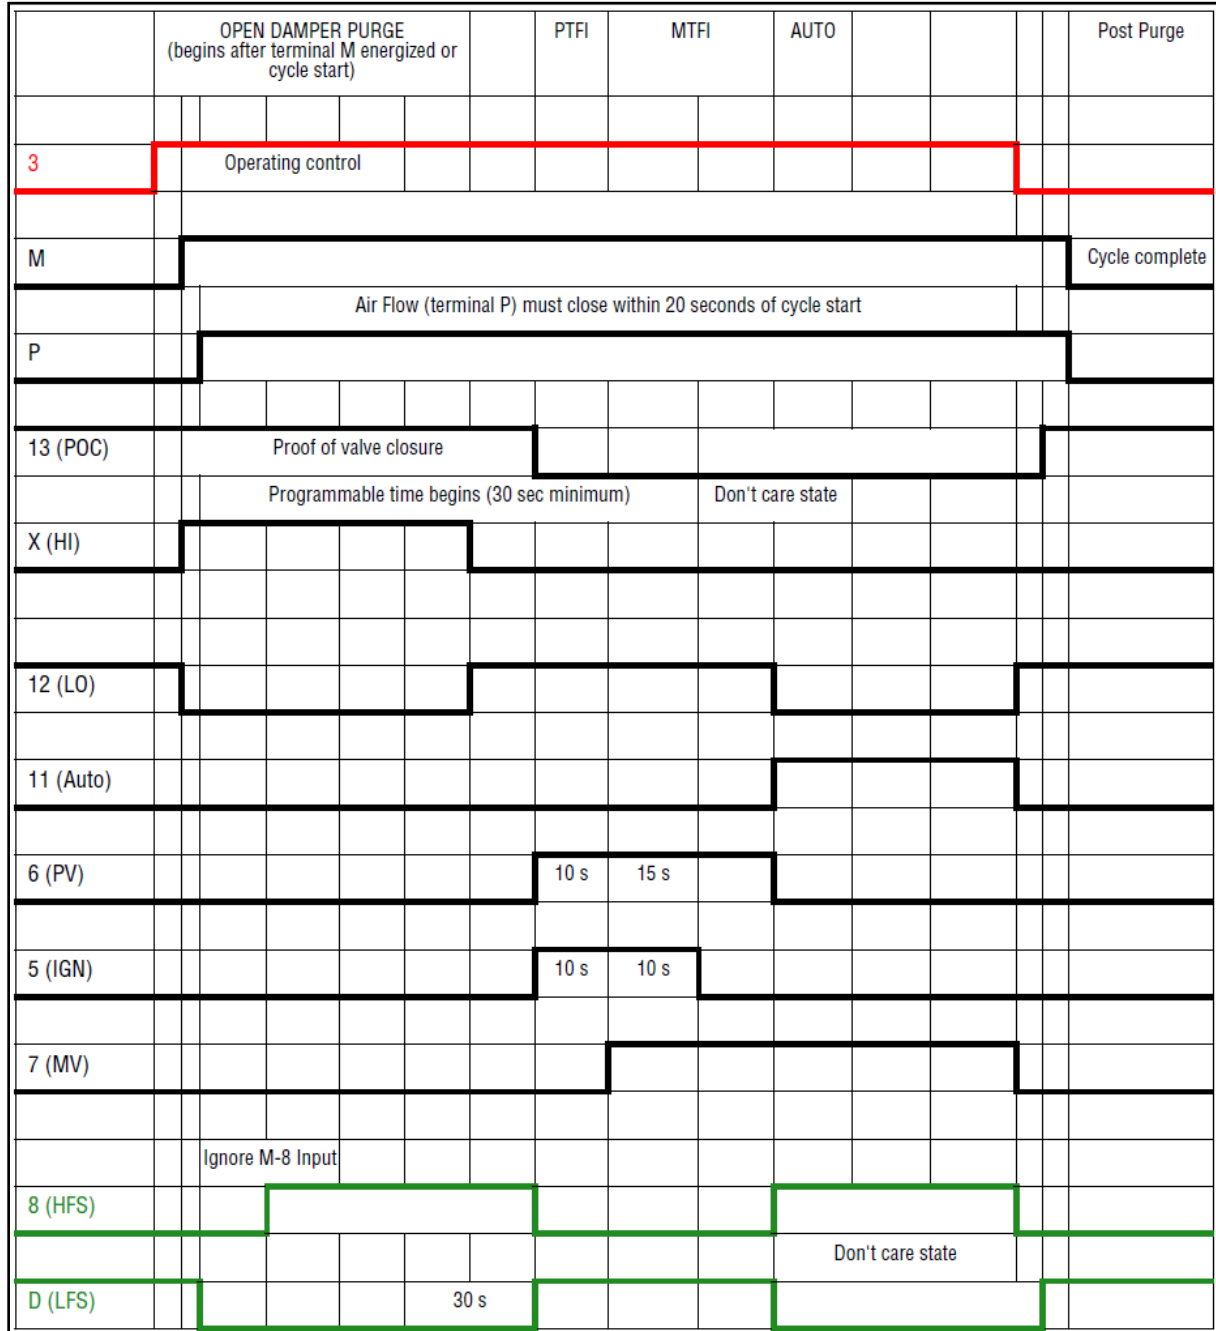 OPEN DAMPER PURGE
(begins after terminal M energized or
cycle start)
PTFI
MTFI
AUTO
Post Purge
3
Operating control
M
Cycle complete
Air Flow (terminal P) must close within 20 seconds of cycle start
P
13 (POC)
Proof of valve closure
Programmable time begins (30 sec minimum)
Don't care state
X (HI)
12 (LO)
11 (Auto)
6 (PV)
10 s
15 s
5 (IGN)
10 s
10 s
7 (MV)
Ignore M-8 Input
8 (HFS)
Don't care state
D (LFS)
30 s